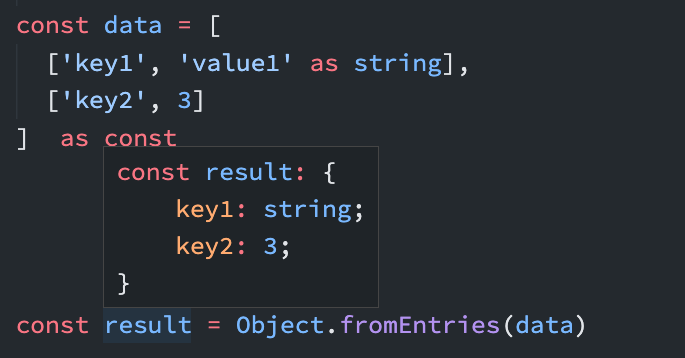 const data = [
  ['key1', 'value1' as string],
  ['key2', 3]
]  as const
const result: {
    key1: string;
    key2: 3;
}
const result = Object.fromEntries(data)